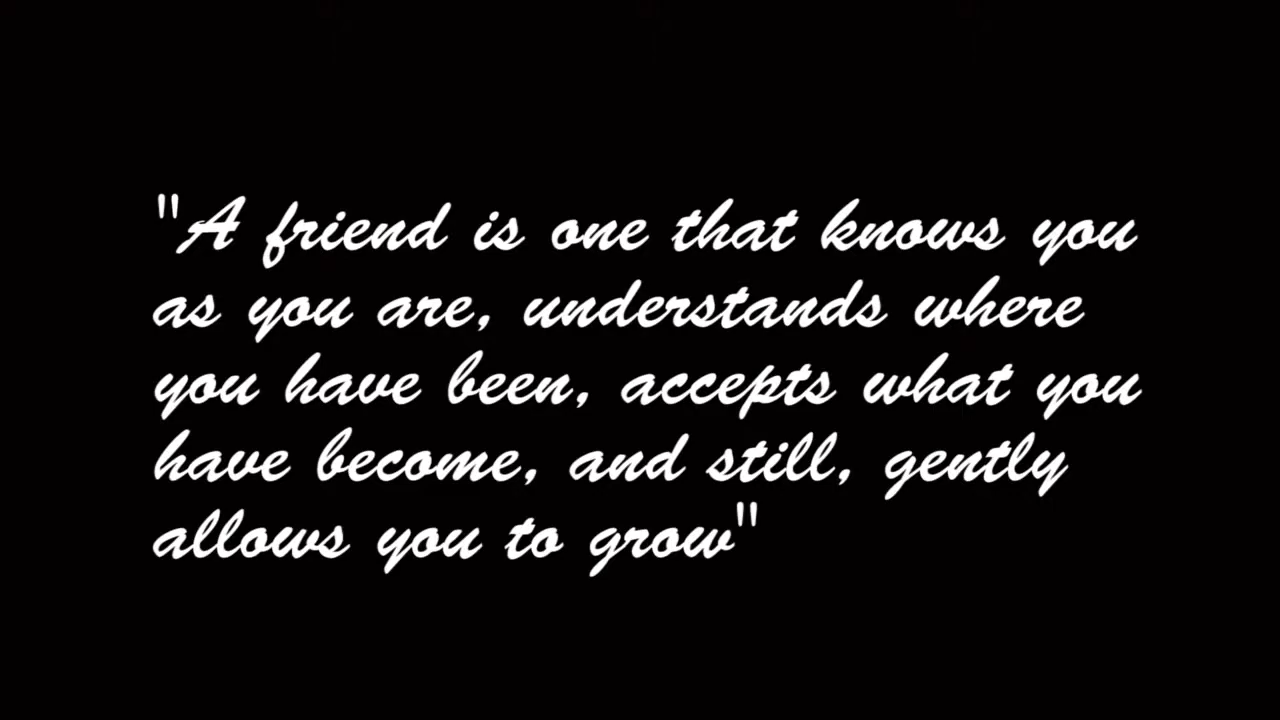 "A friend is one that knows you
as you are, understands where
you have been, accepts what you
have become, and still, gently
allows you to grow"